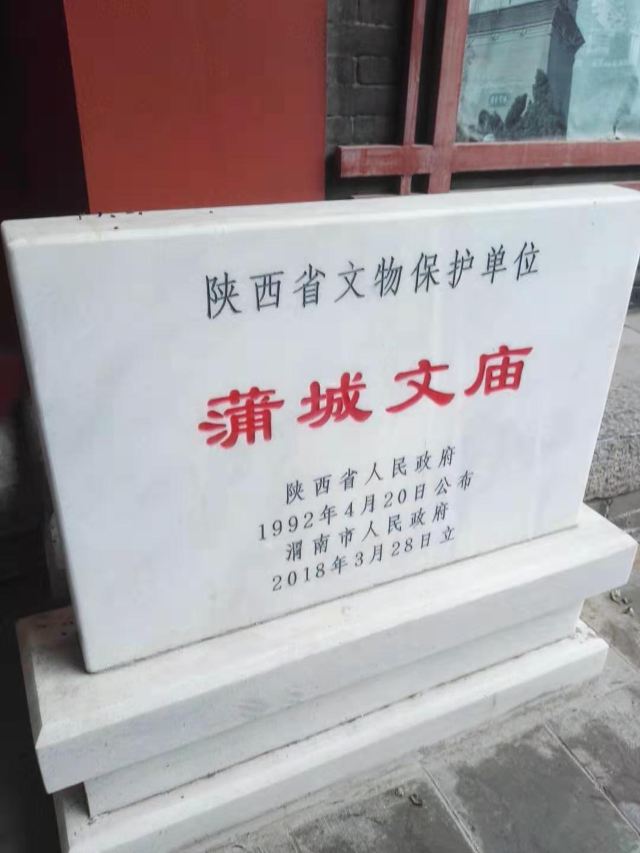 陕西省文物保护单位
蒲城文庙
陕西省人民政府
1992年4月20日公布
渭南市人民政府
2018年3月28日立